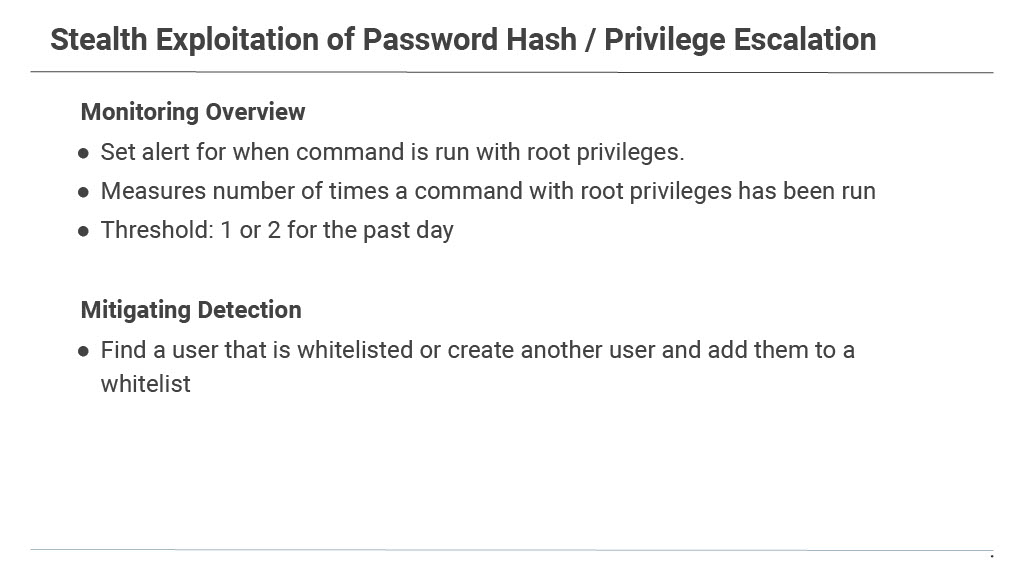 Stealth Exploitation of Password Hash / Privilege Escalation
Monitoring Overview
● Set alert for when command is run with root privileges.
● Measures number of times a command with root privileges has been run
● Threshold: 1 or 2 for the past day
Mitigating Detection
● Find a user that is whitelisted or create another user and add them to a
whitelist
.